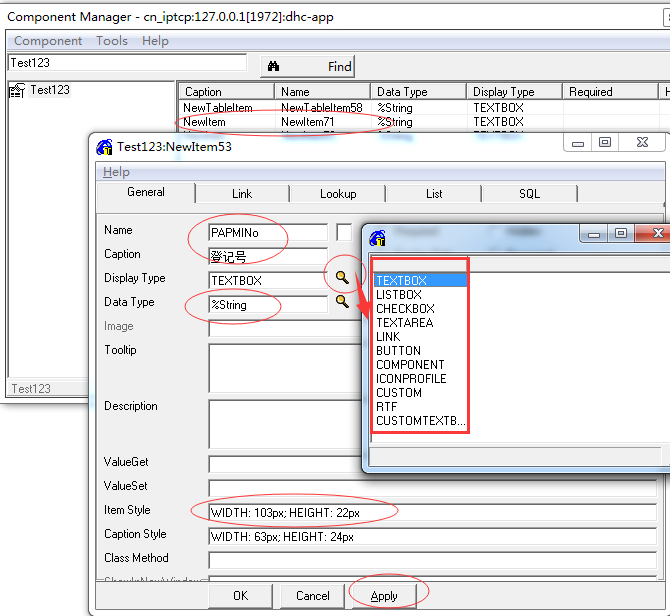 Component Manager - cn_iptcp:127.0.0.1[1972]:dhc-app
Component Tools Help
Test123 Find
Test123
Caption Name Data Type Display Type Required H
NewTableItem NewTableItem58 %String TEXTBOX
NewItem NewItem71 %String TEXTBOX
Test123:NewItem53
Help
General Link Lookup List SQL
Name PAPMINo
Caption 登记号
Display Type TEXTBOX
Data Type %String
Image
Tooltip
Description
ValueGet
ValueSet
Item Style WIDTH: 103px; HEIGHT: 22px
Caption Style WIDTH: 63px; HEIGHT: 24px
Class Method
ShowInNewWindow
OK Cancel Apply
TEXTBOX
LISTBOX
CHECKBOX
TEXTAREA
LINK
BUTTON
COMPONENT
ICONPROFILE
CUSTOM
RTF
CUSTOMTEXTB...
Test123